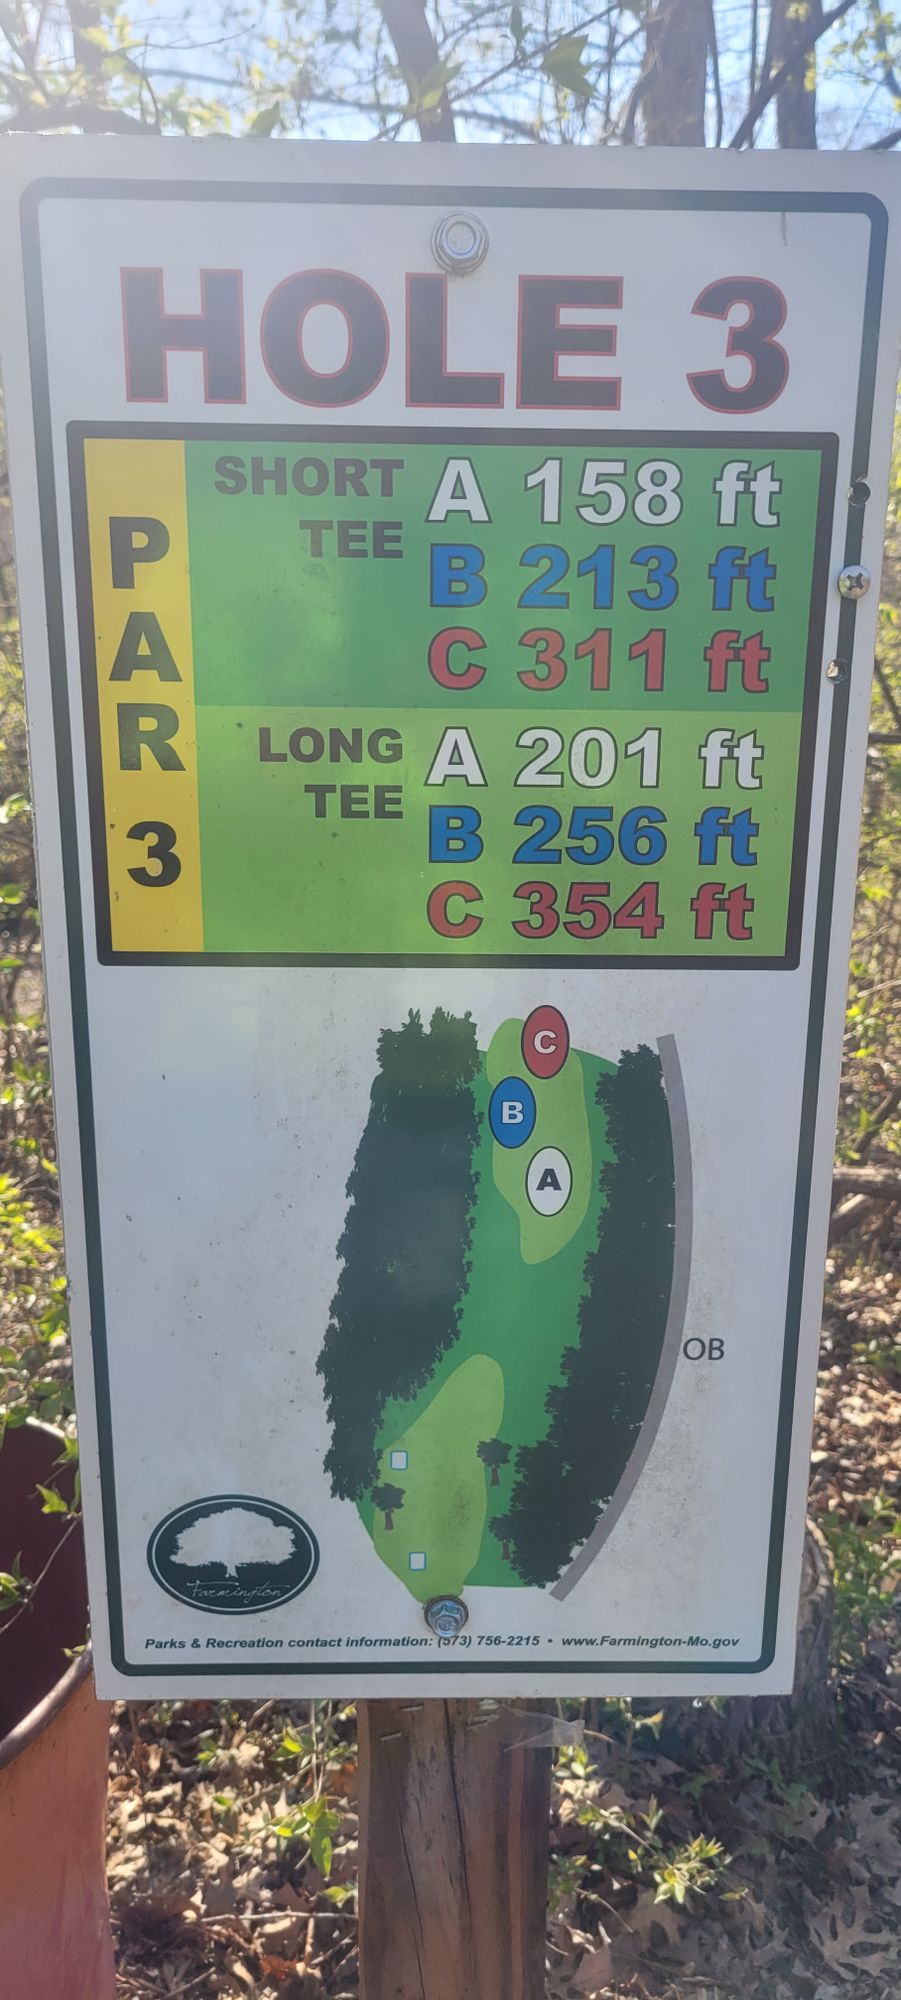 HOLE 3
PAR 3
SHORT TEE
A 158 ft
B 213 ft
C 311 ft
LONG TEE
A 201 ft
B 256 ft
C 354 ft
C
B
A
OB
Farmington
Parks & Recreation contact information: (573) 756-2215 • www.Farmington-Mo.gov